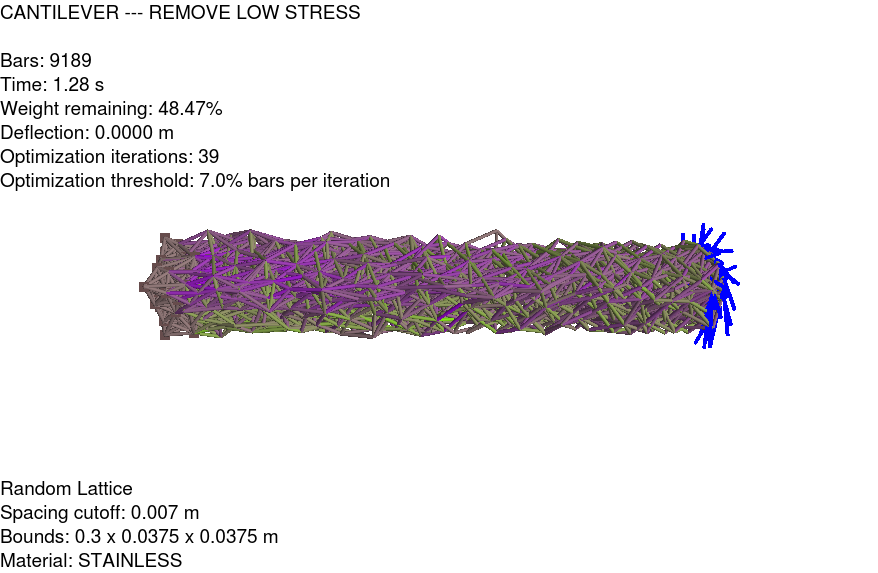 CANTILEVER --- REMOVE LOW STRESS
Bars: 9189
Time: 1.28 s
Weight remaining: 48.47%
Deflection: 0.0000 m
Optimization iterations: 39
Optimization threshold: 7.0% bars per iteration
Random Lattice
Spacing cutoff: 0.007 m
Bounds: 0.3 x 0.0375 x 0.0375 m
Material: STAINLESS